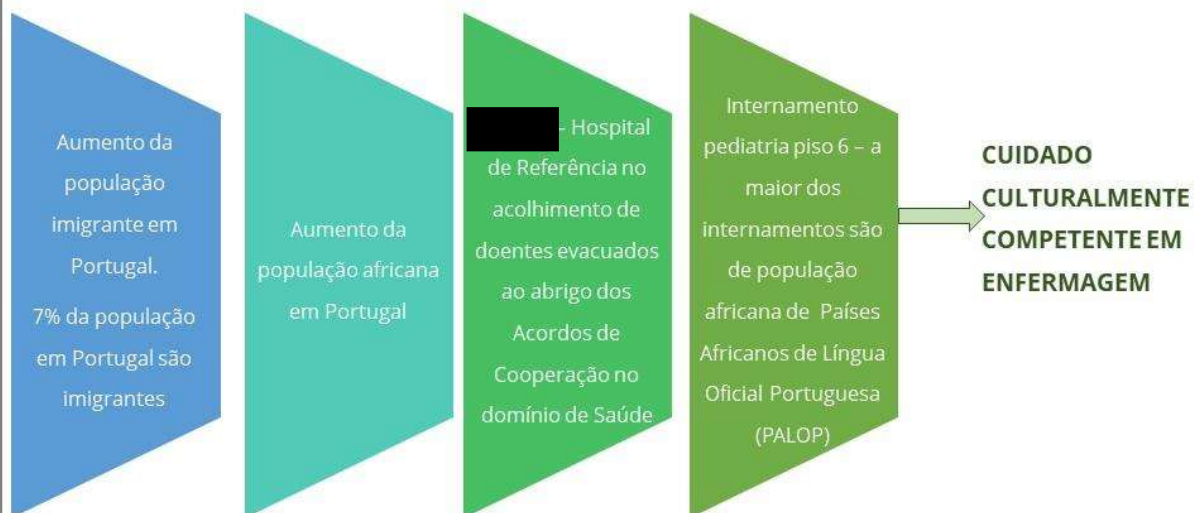 Aumento da
população
imigrante em
Portugal.
7% da população
em Portugal são
imigrantes
Aumento da
população africana
em Portugal
- Hospital
de Referência no
acolhimento de
doentes evacuados
ao abrigo dos
Acordos de
Cooperação no
domínio de Saúde
Internamento
pediatria piso 6 – a
maior dos
internamentos são
de população
africana de Países
Africanos de Língua
Oficial Portuguesa
(PALOP)
CUIDADO
CULTURALMENTE
COMPETENTE EM
ENFERMAGEM